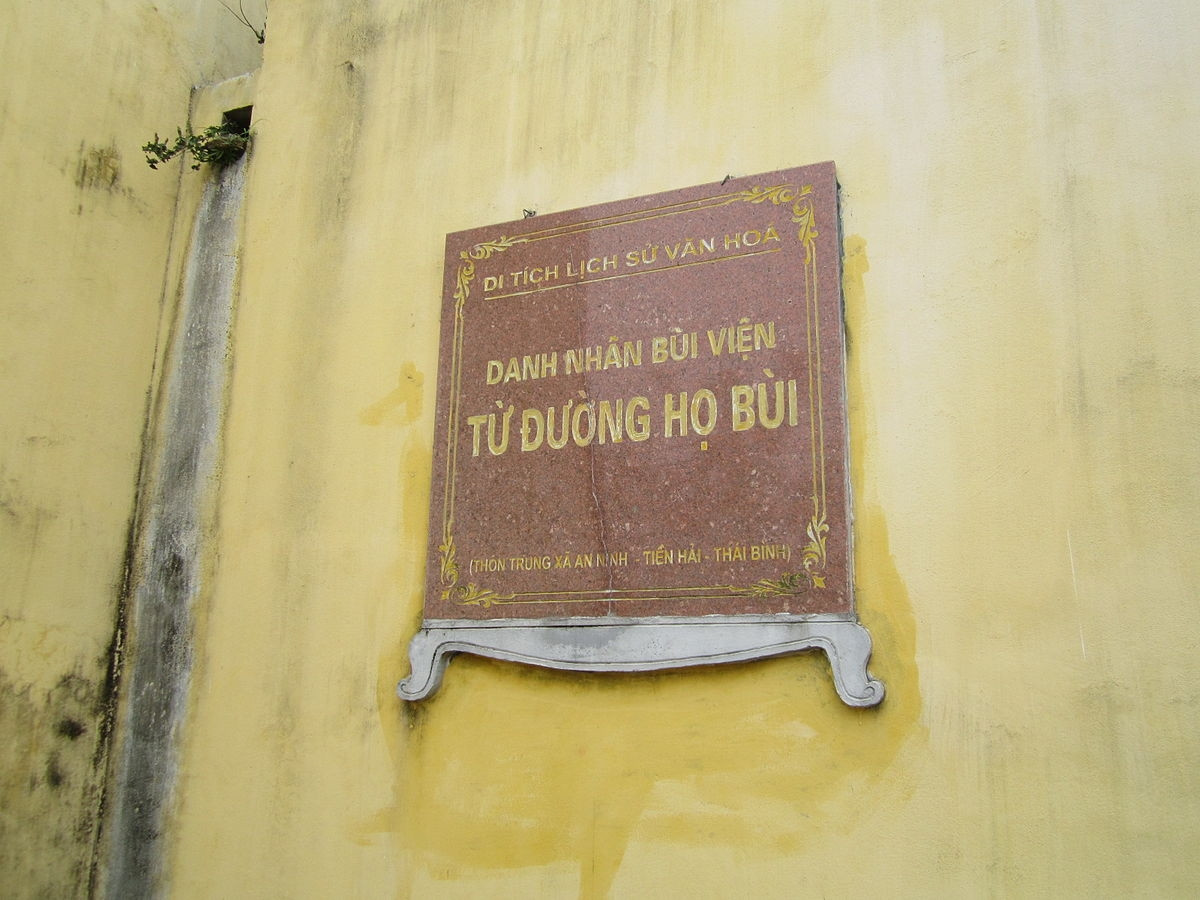 DI TÍCH LỊCH SỬ VĂN HOÁ
DANH NHÂN BÙI VIỆN
TỪ ĐƯỜNG HỌ BÙI
(THÔN TRUNG XÃ AN NINH - TIỀN HẢI - THÁI BÌNH)